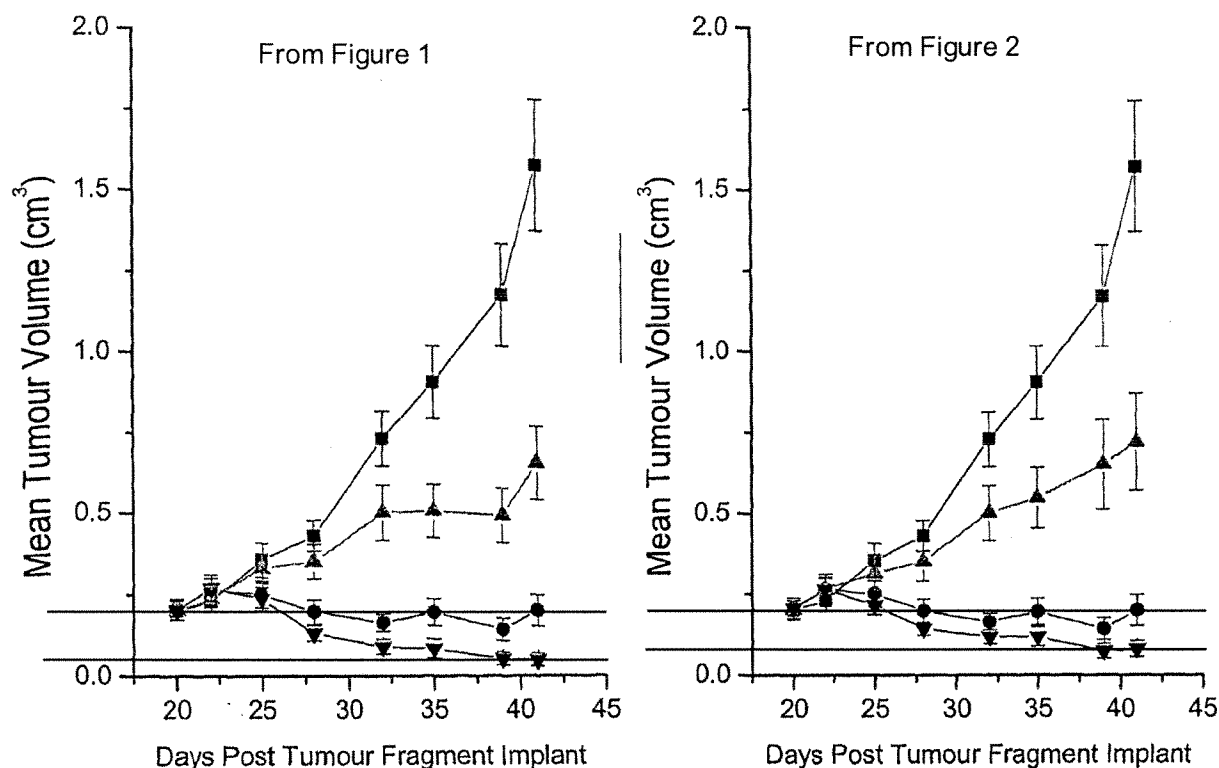 From Figure 1
Mean Tumour Volume (cm³)
2.0
1.5
1.0
0.5
0.0
20 25 30 35 40 45
Days Post Tumour Fragment Implant
From Figure 2
Mean Tumour Volume (cm³)
2.0
1.5
1.0
0.5
0.0
20 25 30 35 40 45
Days Post Tumour Fragment Implant